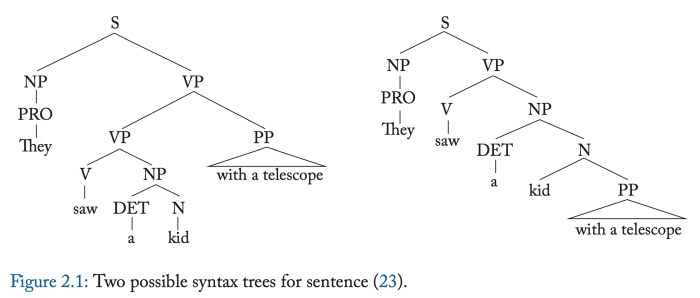 S
NP VP
PRO
They
VP PP
V NP with a telescope
saw DET N
a kid
S
NP VP
PRO V NP
They saw DET N
a kid PP
with a telescope
Figure 2.1: Two possible syntax trees for sentence (23).